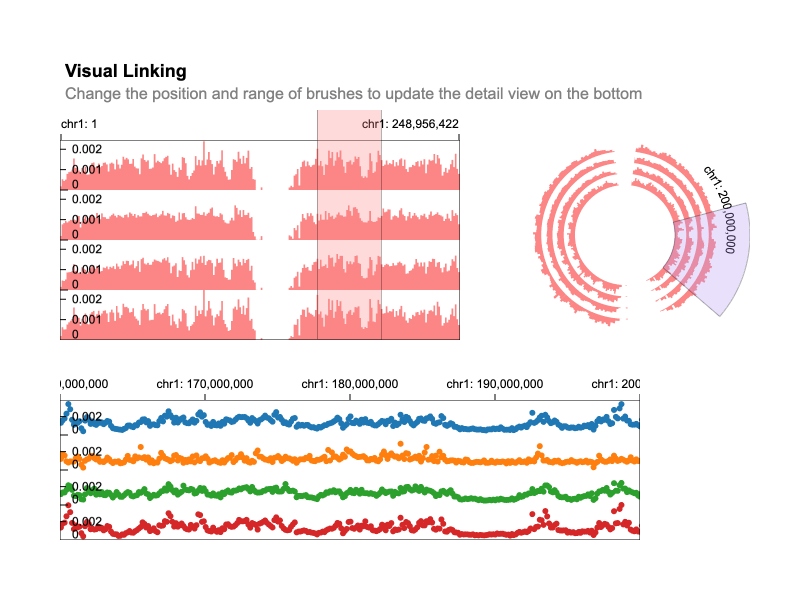 Visual Linking
Change the position and range of brushes to update the detail view on the bottom
chr1: 1
chr1: 248,956,422
0.002
0.001
0
0.002
0.001
0
0.002
0.001
0
0.002
0.001
0
chr1: 200,000,000
0,000,000
chr1: 170,000,000
chr1: 180,000,000
chr1: 190,000,000
chr1: 200
0.002
0
0.002
0
0.002
0
0.002
0